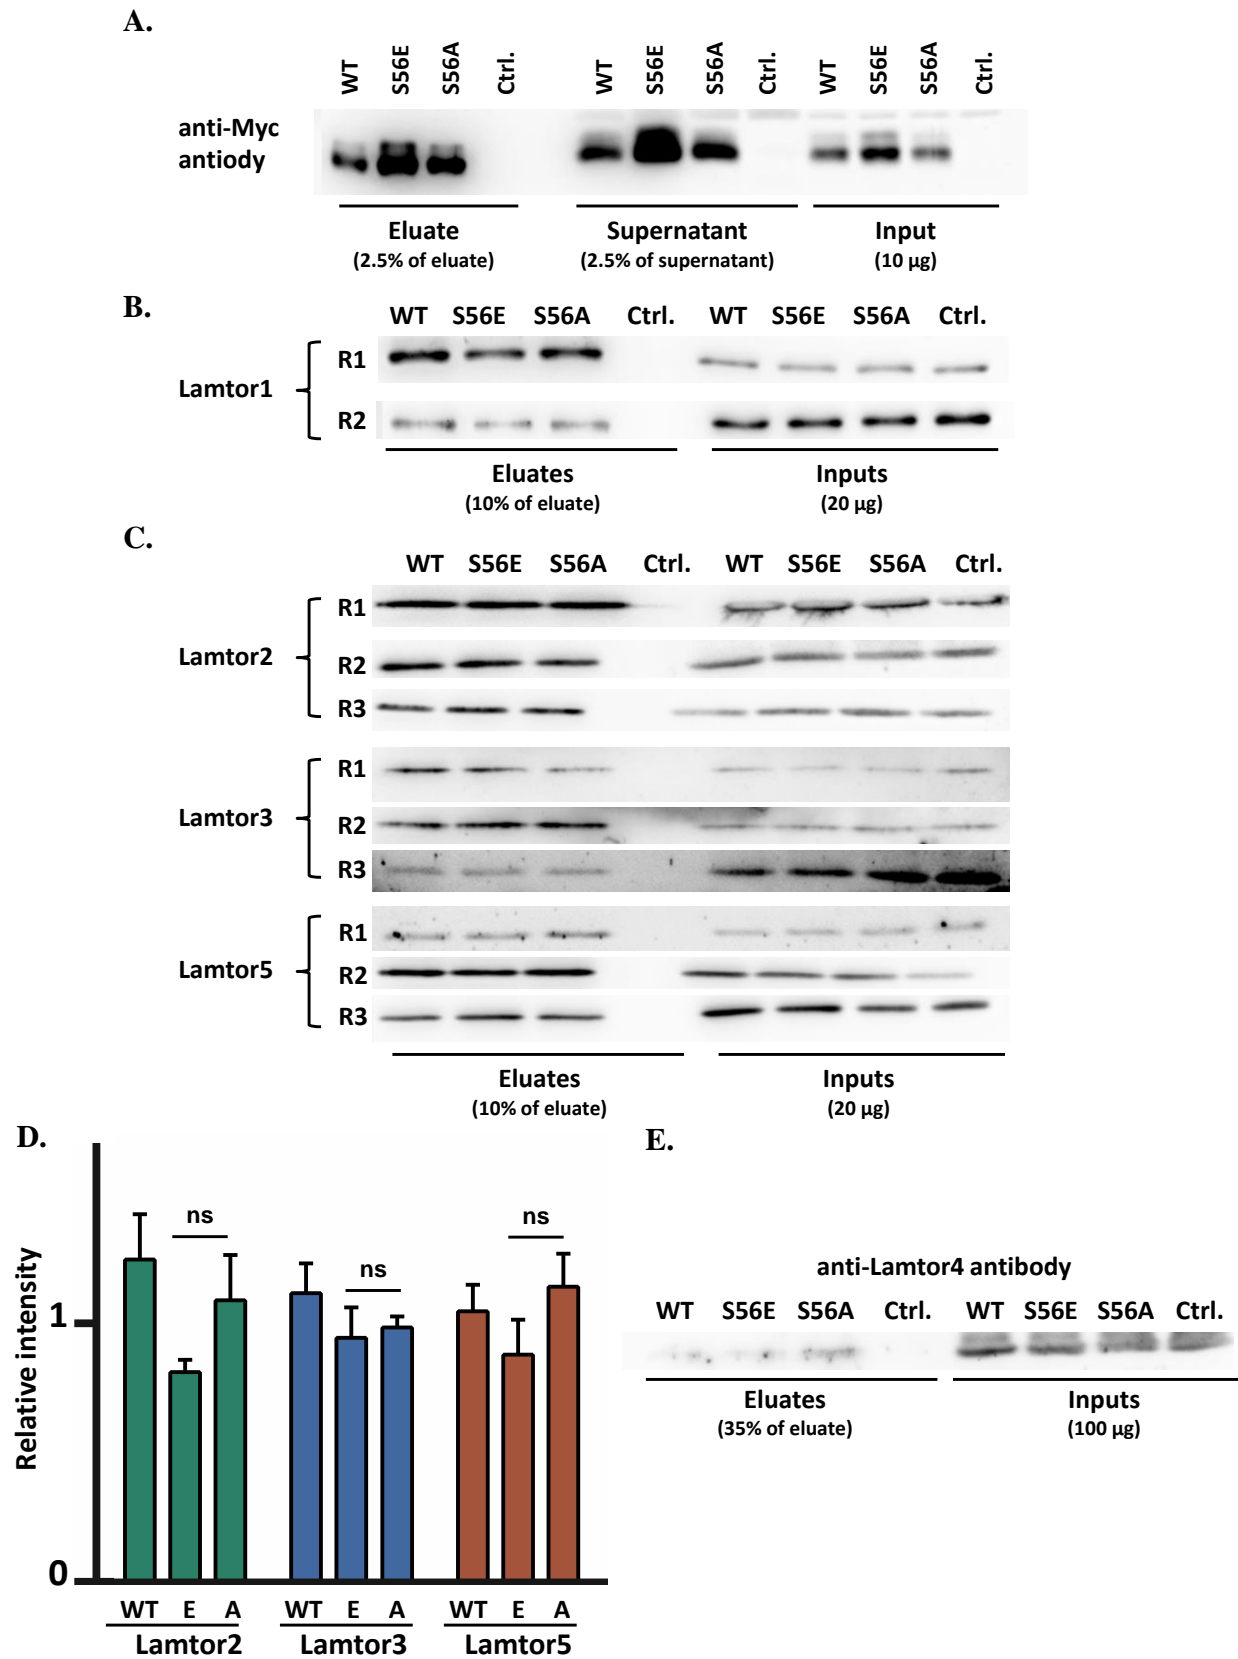 A.
WT S56E S56A Ctrl. WT S56E S56A Ctrl. WT S56E S56A Ctrl.
anti-Myc
antiody
Eluate Supernatant Input
(2.5% of eluate) (2.5% of supernatant) (10 µg)
B.
WT S56E S56A Ctrl. WT S56E S56A Ctrl.
R1
Lamtor1
R2
Eluates Inputs
(10% of eluate) (20 µg)
C.
WT S56E S56A Ctrl. WT S56E S56A Ctrl.
R1
Lamtor2
R2
R3
R1
Lamtor3
R2
R3
R1
Lamtor5
R2
R3
Eluates Inputs
(10% of eluate) (20 µg)
D.
Relative intensity
1
0
ns
ns
ns
WT E A WT E A WT E A
Lamtor2 Lamtor3 Lamtor5
E.
anti-Lamtor4 antibody
WT S56E S56A Ctrl. WT S56E S56A Ctrl.
Eluates Inputs
(35% of eluate) (100 µg)